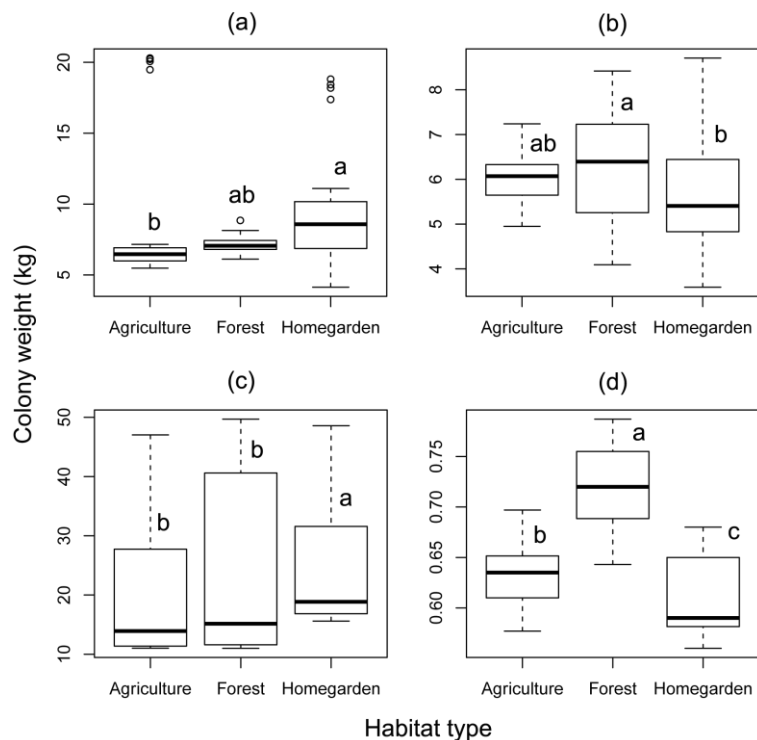 (a)
(b)
Colony weight (kg)
20
15
10
5
b
ab
a
Agriculture
Forest
Homegarden
8
7
6
5
4
ab
a
b
Agriculture
Forest
Homegarden
(c)
(d)
50
40
30
20
10
b
b
a
Agriculture
Forest
Homegarden
0.75
0.70
0.65
0.60
b
a
c
Agriculture
Forest
Homegarden
Habitat type